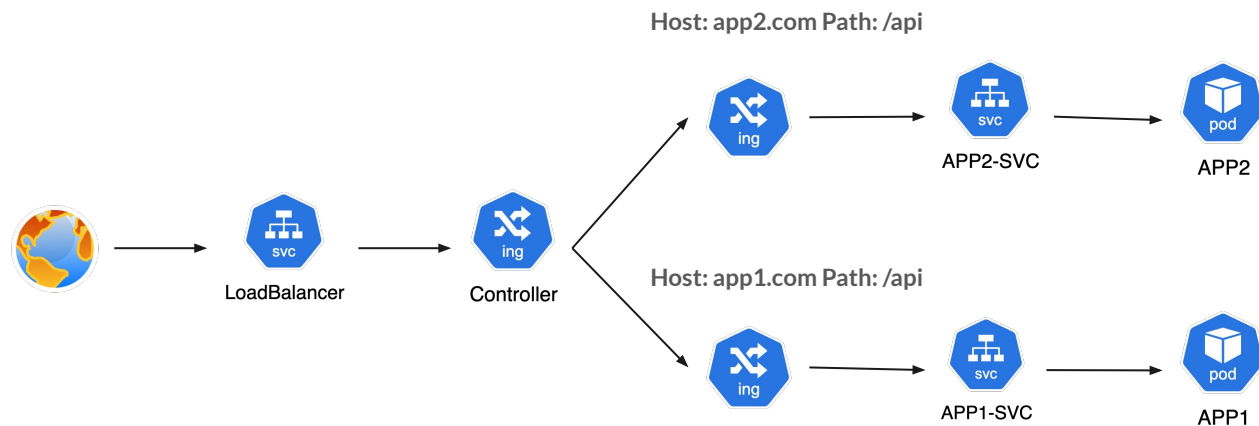 Host: app2.com Path: /api
ing
svc
APP2-SVC
pod
APP2
svc
LoadBalancer
ing
Controller
Host: app1.com Path: /api
ing
svc
APP1-SVC
pod
APP1